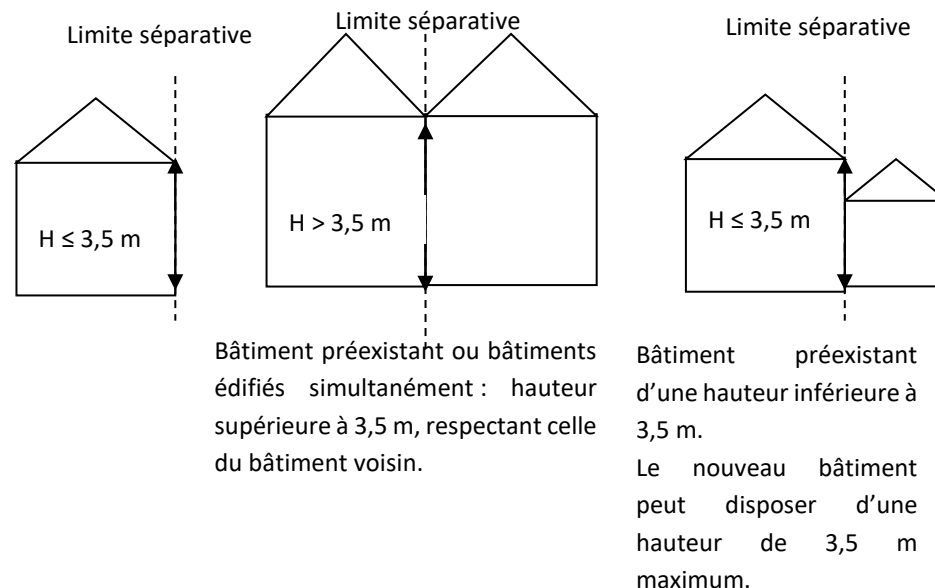 Limite séparative
Limite séparative
Limite séparative
H ≤ 3,5 m
H > 3,5 m
H ≤ 3,5 m
Bâtiment préexistant ou bâtiments
édifiés simultanément : hauteur
supérieure à 3,5 m, respectant celle
du bâtiment voisin.
Bâtiment préexistant
d’une hauteur inférieure à
3,5 m.
Le nouveau bâtiment
peut disposer d’une
hauteur de 3,5 m
maximum.